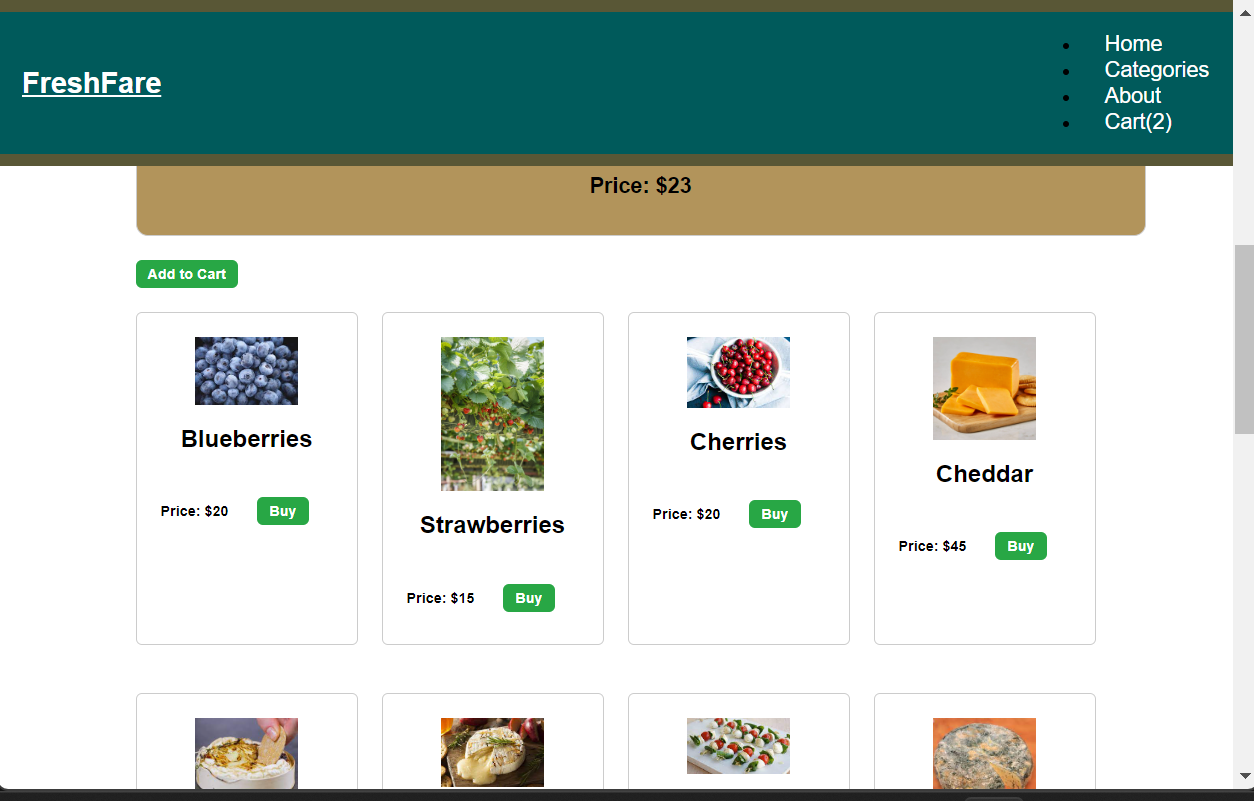 FreshFare
Home
Categories
About
Cart(2)
Price: $23
Add to Cart
Blueberries
Price: $20
Buy
Strawberries
Price: $15
Buy
Cherries
Price: $20
Buy
Cheddar
Price: $45
Buy